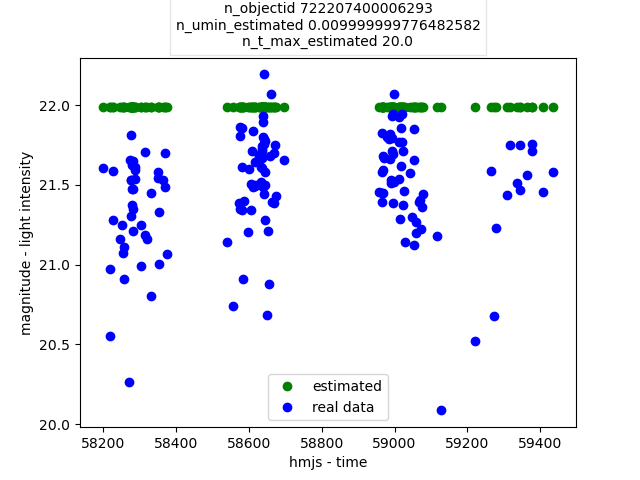 n_objectid 722207400006293
n_umin_estimated 0.009999999776482582
n_t_max_estimated 20.0
22.0
21.5
21.0
20.5
20.0
magnitude - light intensity
estimated
real data
58200 58400 58600 58800 59000 59200 59400
hmjs - time